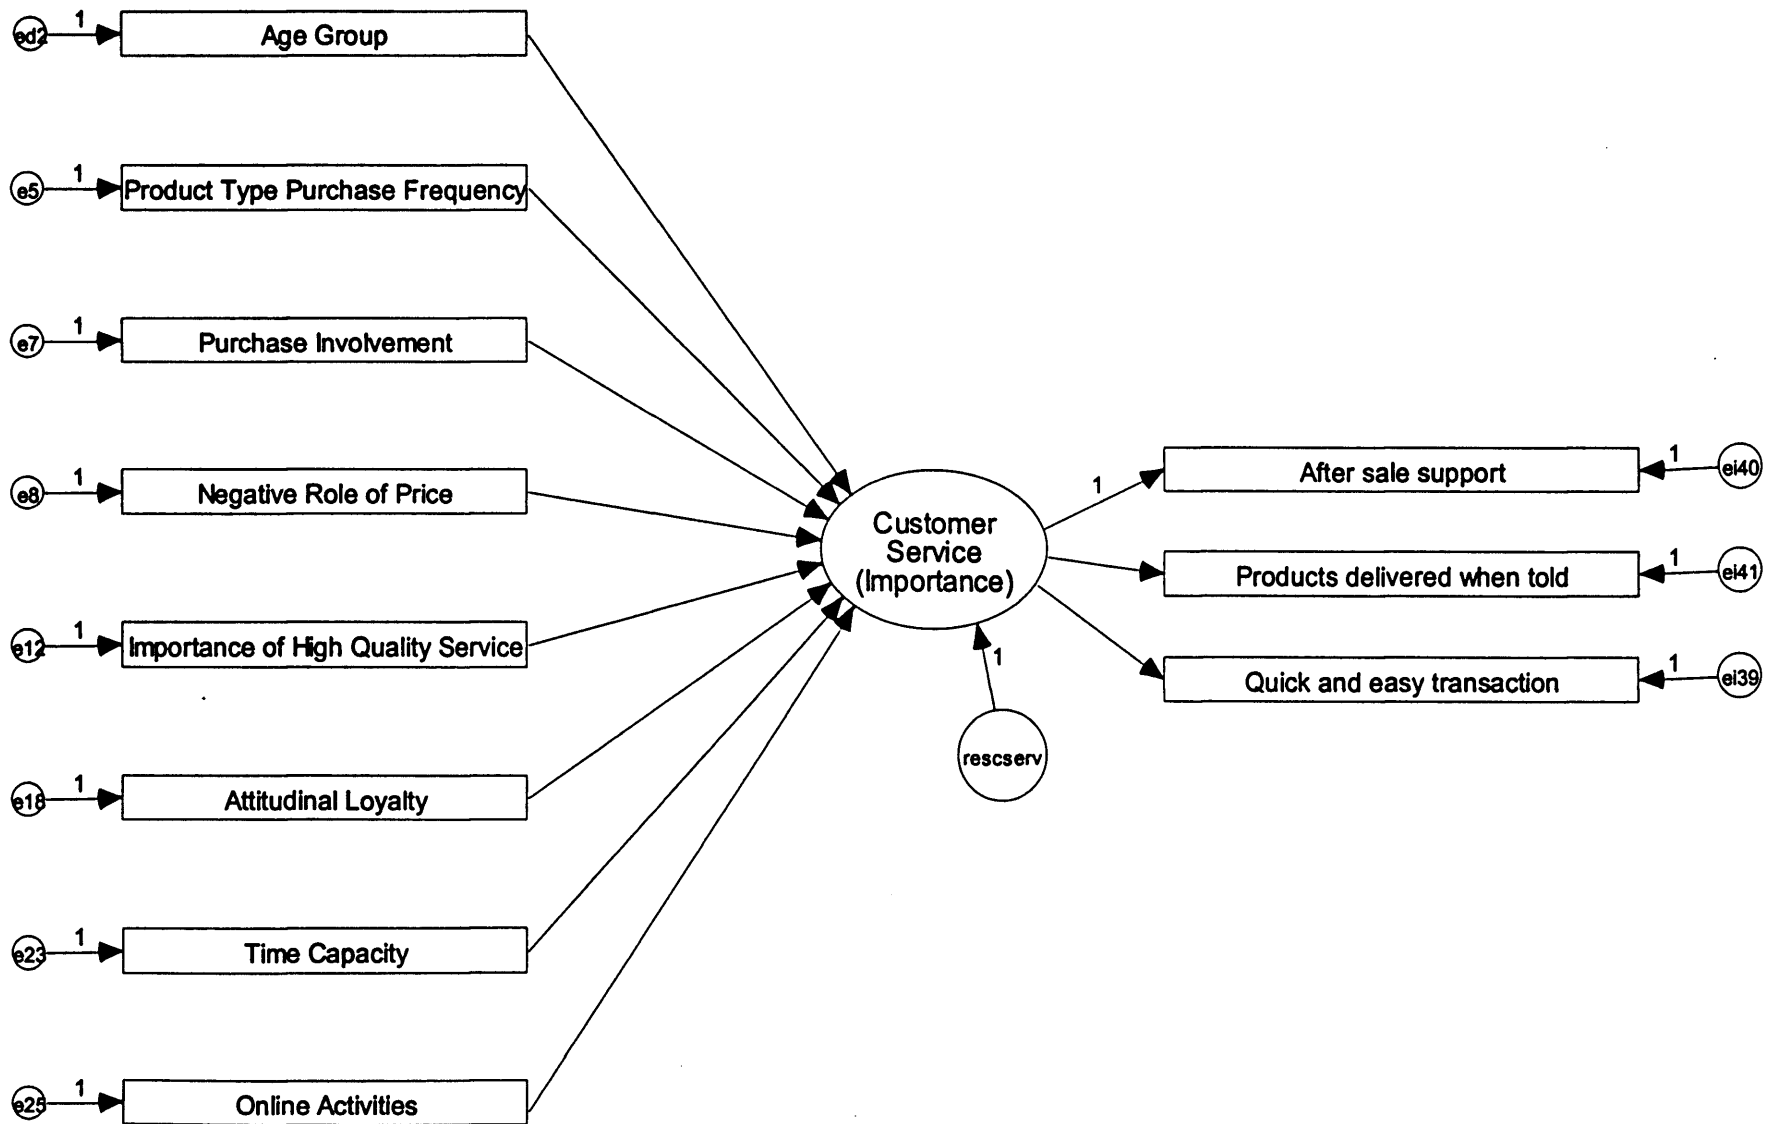 ed2 1 Age Group
e5 1 Product Type Purchase Frequency
e7 1 Purchase Involvement
e8 1 Negative Role of Price
e12 1 Importance of High Quality Service
e18 1 Attitudinal Loyalty
e23 1 Time Capacity
e25 1 Online Activities
Customer
Service
(Importance)
1
rescserv
1 After sale support 1 ei40
Products delivered when told 1 ei41
Quick and easy transaction 1 ei39